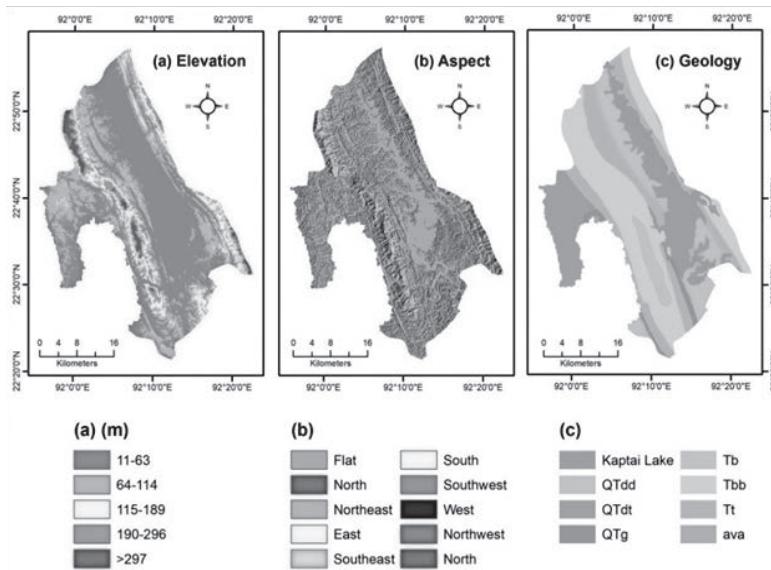 92°0'0"E 92°10'0"E 92°20'0"E 92°0'0"E 92°10'0"E 92°20'0"E 92°0'0"E 92°10'0"E 92°20'0"E
(a) Elevation
(b) Aspect
(c) Geology
N
W E
S
N
W E
S
N
W E
S
22°50'0"N
22°40'0"N
22°30'0"N
22°20'0"N
0 4 8 16
Kilometers
0 4 8 16
Kilometers
0 4 8 16
Kilometers
92°0'0"E 92°10'0"E 92°20'0"E 92°0'0"E 92°10'0"E 92°20'0"E 92°0'0"E 92°10'0"E 92°20'0"E
(a) (m)
11-63
64-114
115-189
190-296
>297
(b)
Flat
North
Northeast
East
Southeast
South
Southwest
West
Northwest
North
(c)
Kaptai Lake
QTdd
QTdt
QTg
Tb
Tbb
Tt
ava